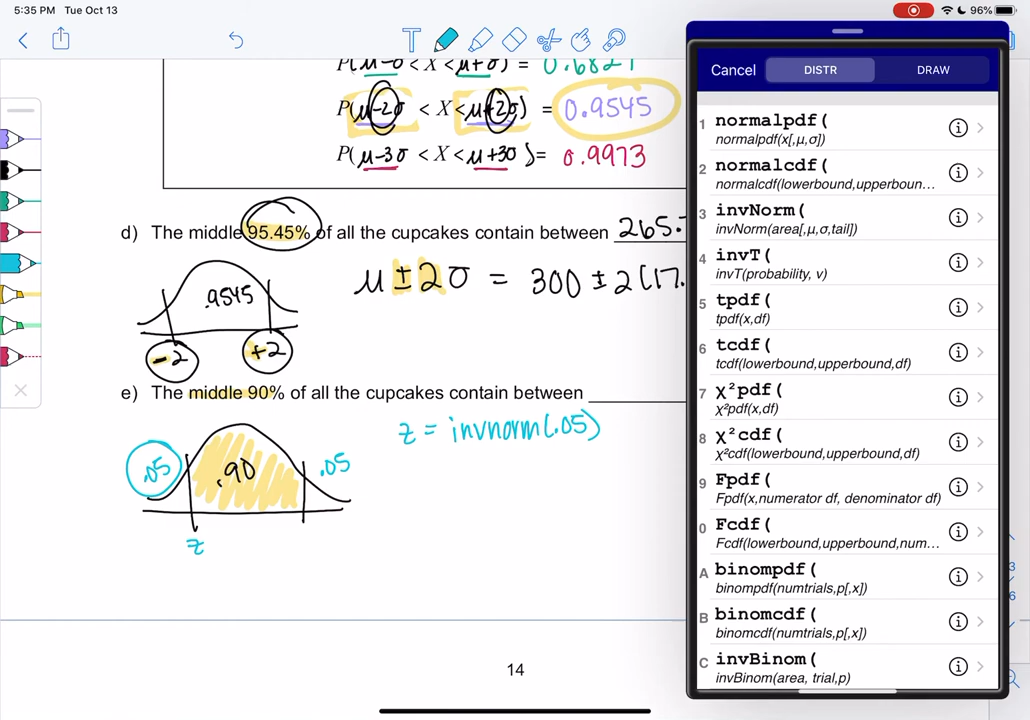 5:35 PM Tue Oct 13
96%
P(μ-σ < X < μ+σ) = 0.6827
P(μ-2σ < X < μ+2σ) = 0.9545
P(μ-3σ < X < μ+3σ) = 0.9973
d) The middle 95.45% of all the cupcakes contain between 265.
μ ± 2σ = 300 ± 2(17.
.9545
-2 +2
e) The middle 90% of all the cupcakes contain between
z = invnorm(.05)
.05 .90 .05
z
14
Cancel DISTR DRAW
1 normalpdf(
normalpdf(x[,μ,σ])
2 normalcdf(
normalcdf(lowerbound,upperboun...
3 invNorm(
invNorm(area[,μ,σ,tail])
4 invT(
invT(probability, v)
5 tpdf(
tpdf(x,df)
6 tcdf(
tcdf(lowerbound,upperbound,df)
7 χ²pdf(
χ²pdf(x,df)
8 χ²cdf(
χ²cdf(lowerbound,upperbound,df)
9 Fpdf(
Fpdf(x,numerator df, denominator df)
0 Fcdf(
Fcdf(lowerbound,upperbound,num...
A binompdf(
binompdf(numtrials,p[,x])
B binomcdf(
binomcdf(numtrials,p[,x])
C invBinom(
invBinom(area, trial,p)